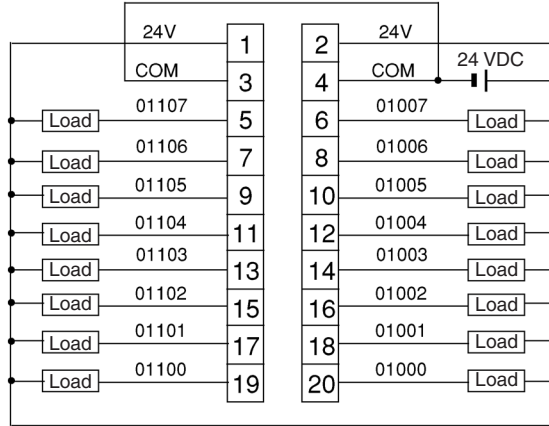 24V 1 2 24V
24 VDC
COM 3 4 COM
Load 01107 5 6 01007 Load
Load 01106 7 8 01006 Load
Load 01105 9 10 01005 Load
Load 01104 11 12 01004 Load
Load 01103 13 14 01003 Load
Load 01102 15 16 01002 Load
Load 01101 17 18 01001 Load
Load 01100 19 20 01000 Load